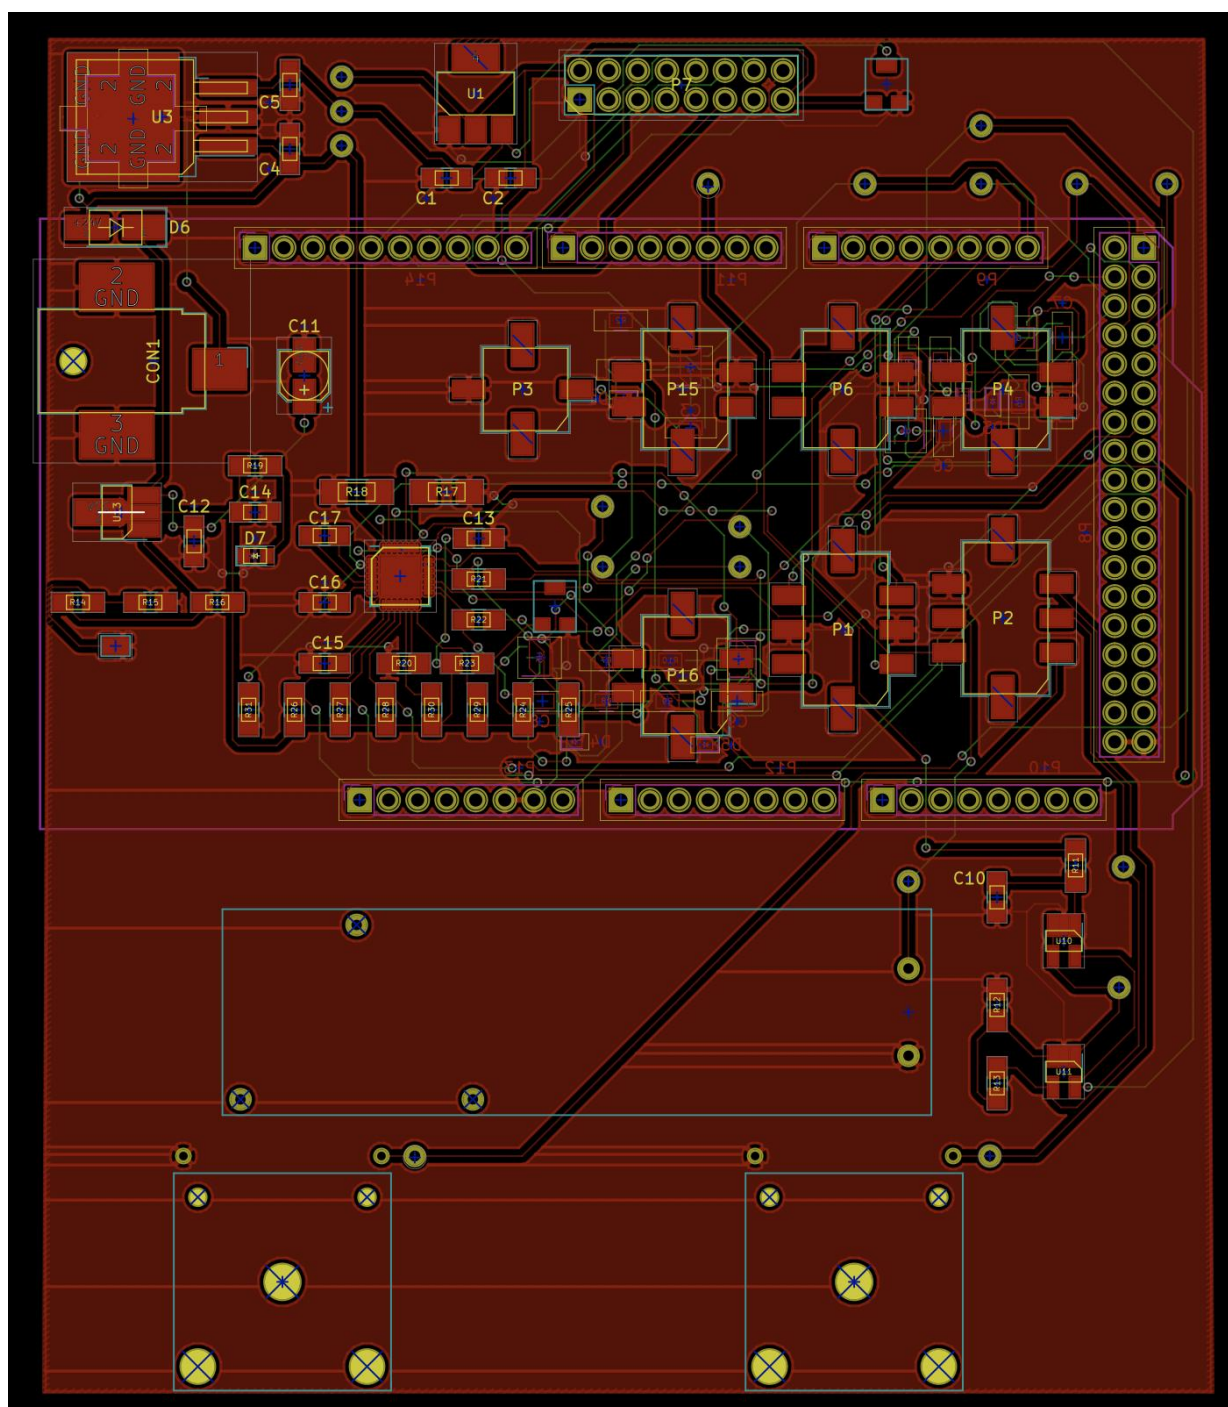 2
GND
GND
2
U3
2
GND
GND
2
C5
C4
U1
P7
C1
C2
D6
P14
P11
P9
2
GND
CON1
1
3
GND
C11
P3
P15
P6
P4
R19
C14
C12
R18
R17
C17
C13
D7
R21
R14
R15
R16
C16
R22
C15
R20
R23
P16
P1
P2
P8
R31
R26
R27
R28
R30
R29
R24
R25
P12
P10
C10
R11
U10
R12
R13
U11